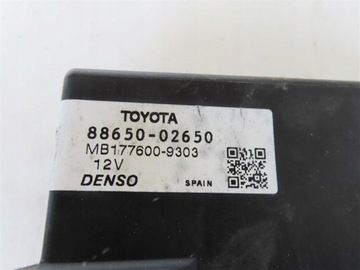 TOYOTA
88650-02650
MB177600-9303
12V
DENSO SPAIN